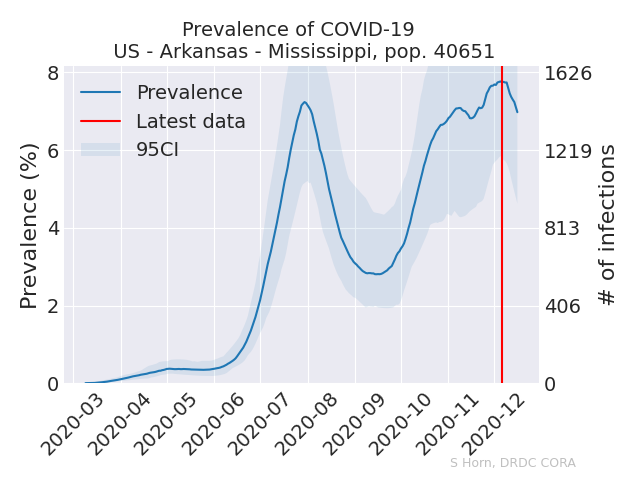 Prevalence of COVID-19
US - Arkansas - Mississippi, pop. 40651
Prevalence
Latest data
95CI
Prevalence (%)
8
6
4
2
0
1626
1219
813
406
0
# of infections
2020-03
2020-04
2020-05
2020-06
2020-07
2020-08
2020-09
2020-10
2020-11
2020-12
S Horn, DRDC CORA